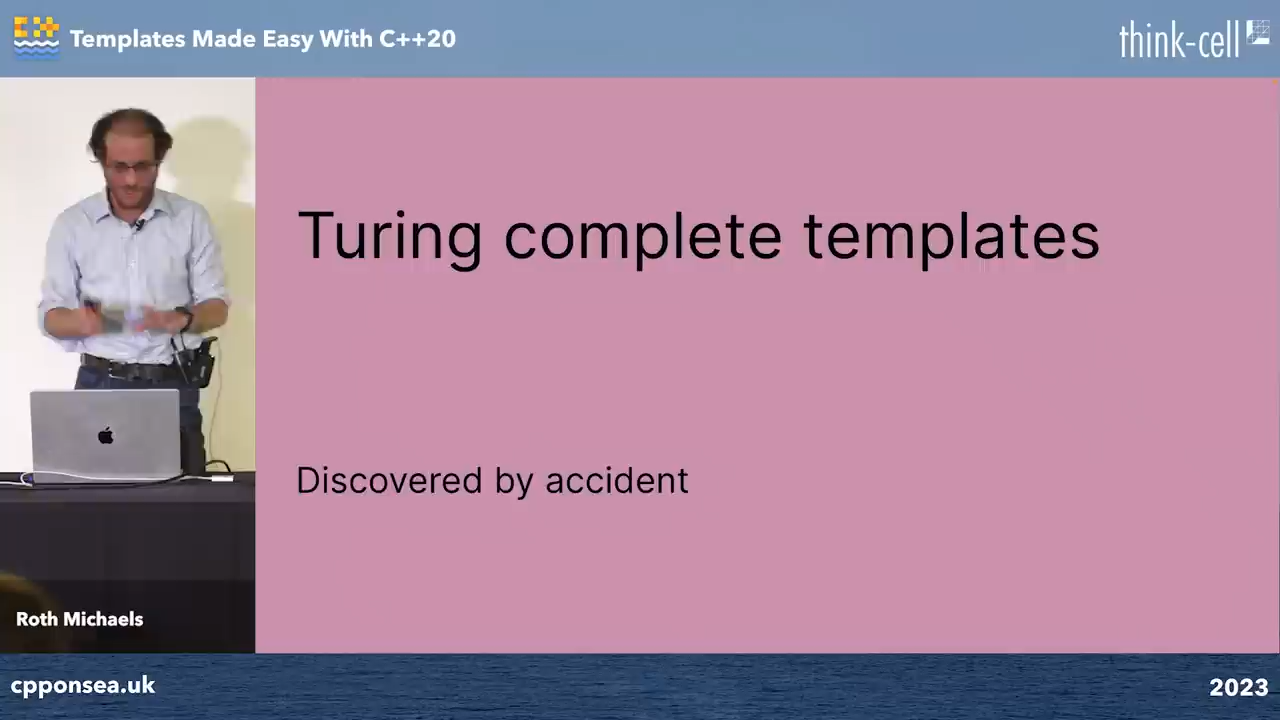 Templates Made Easy With C++20
think-cell
Turing complete templates
Discovered by accident
Roth Michaels
cpponsea.uk
2023